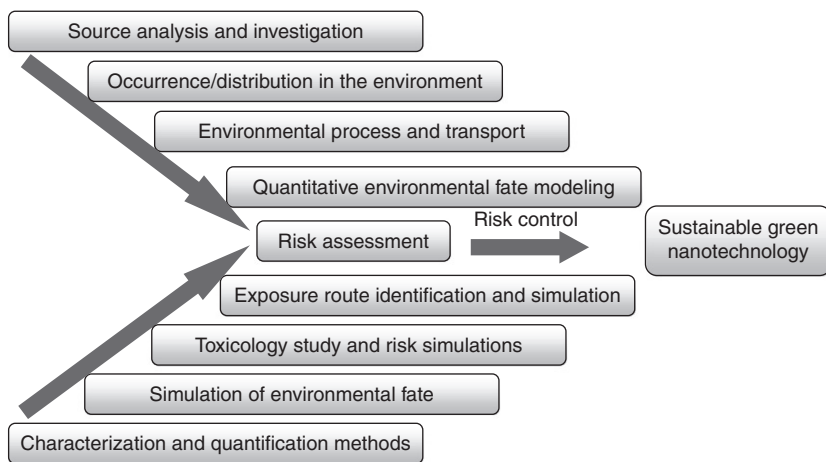 Source analysis and investigation
Occurrence/distribution in the environment
Environmental process and transport
Quantitative environmental fate modeling
Risk assessment
Risk control
Sustainable green
nanotechnology
Exposure route identification and simulation
Toxicology study and risk simulations
Simulation of environmental fate
Characterization and quantification methods